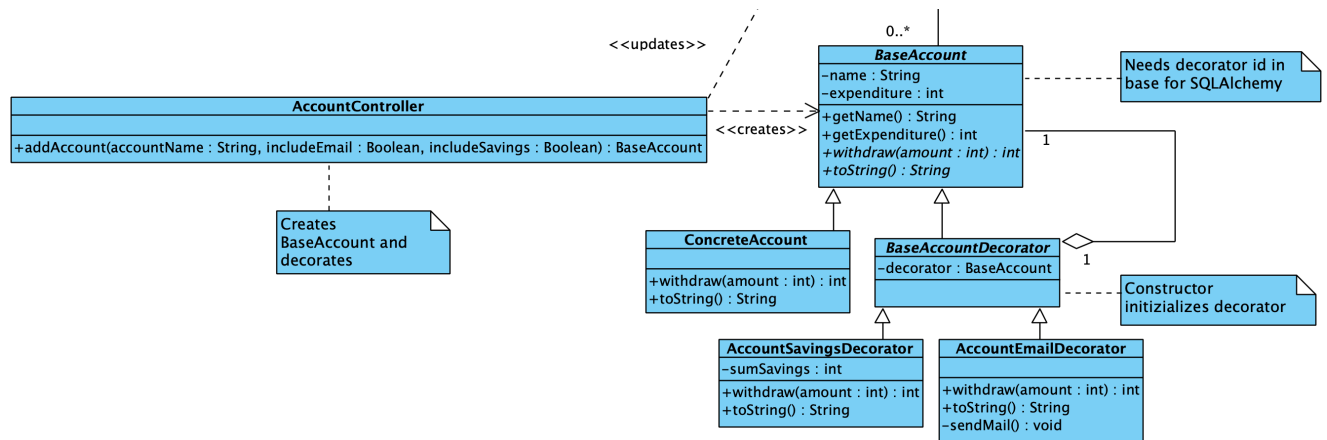 <<updates>>
0..*
BaseAccount
-name : String
-expenditure : int
+getName() : String
+getExpenditure() : int
+withdraw(amount : int) : int
+toString() : String
Needs decorator id in
base for SQLAlchemy
AccountController
+addAccount(accountName : String, includeEmail : Boolean, includeSavings : Boolean) : BaseAccount
<<creates>>
1
Creates
BaseAccount and
decorates
ConcreteAccount
+withdraw(amount : int) : int
+toString() : String
BaseAccountDecorator
-decorator : BaseAccount
1
Constructor
initizializes decorator
AccountSavingsDecorator
-sumSavings : int
+withdraw(amount : int) : int
+toString() : String
AccountEmailDecorator
+withdraw(amount : int) : int
+toString() : String
-sendMail() : void